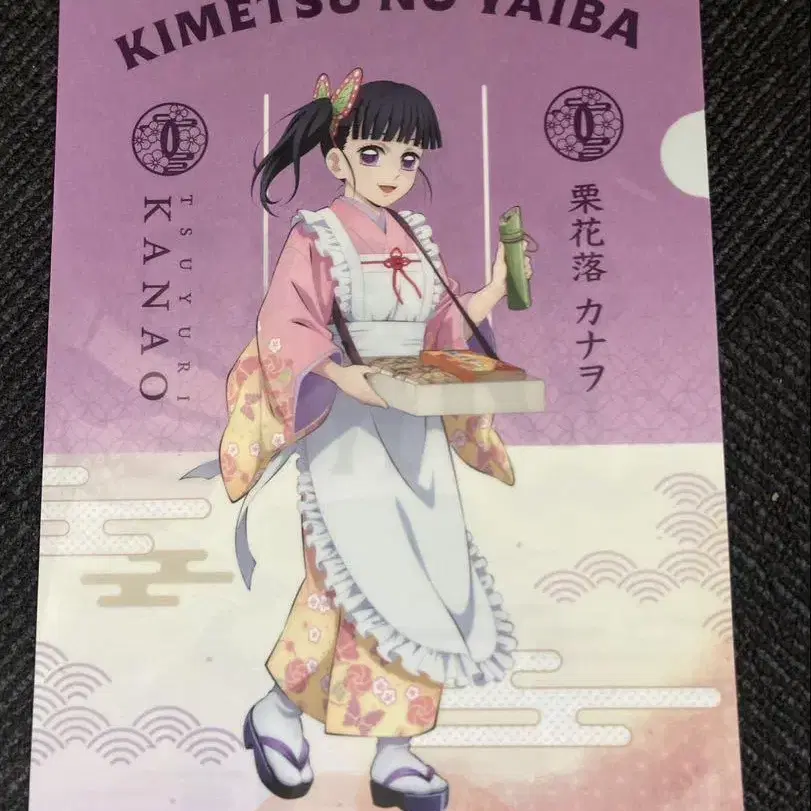 KIMETSU NO YAIBA
TSUYURI
KANAO
栗花落 カナヲ